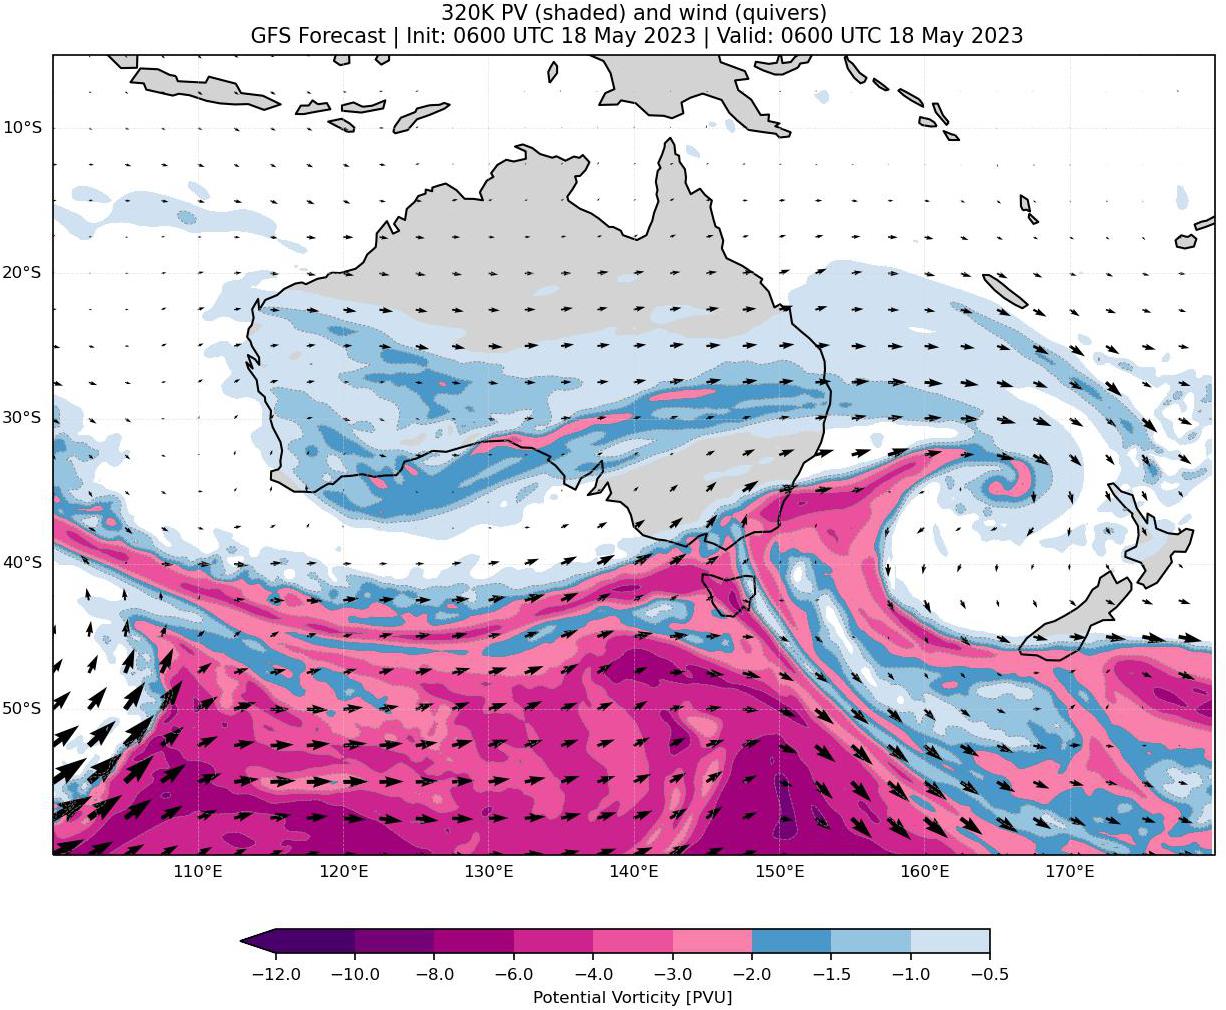 320K PV (shaded) and wind (quivers)
GFS Forecast | Init: 0600 UTC 18 May 2023 | Valid: 0600 UTC 18 May 2023
10°S
20°S
30°S
40°S
50°S
110°E 120°E 130°E 140°E 150°E 160°E 170°E
−12.0 −10.0 −8.0 −6.0 −4.0 −3.0 −2.0 −1.5 −1.0 −0.5
Potential Vorticity [PVU]